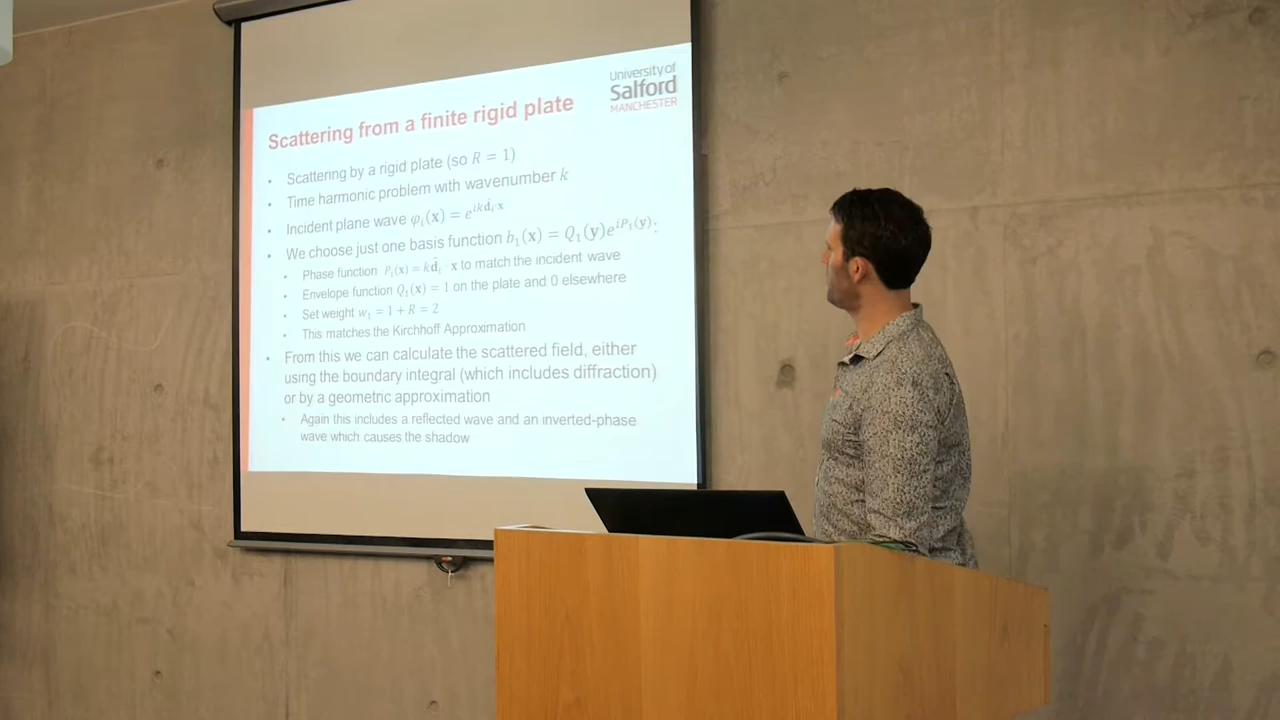 University of
Salford
MANCHESTER
Scattering from a finite rigid plate
• Scattering by a rigid plate (so R = 1)
• Time harmonic problem with wavenumber k
• Incident plane wave φᵢ(x) = e^{ikd̂ᵢ·x}
• We choose just one basis function b₁(x) = Q₁(y)e^{iP₁(y)};
• Phase function P₁(x) = kd̂ᵢ · x to match the incident wave
• Envelope function Q₁(x) = 1 on the plate and 0 elsewhere
• Set weight w₁ = 1 + R = 2
• This matches the Kirchhoff Approximation
• From this we can calculate the scattered field, either
using the boundary integral (which includes diffraction)
or by a geometric approximation
• Again this includes a reflected wave and an inverted-phase
wave which causes the shadow